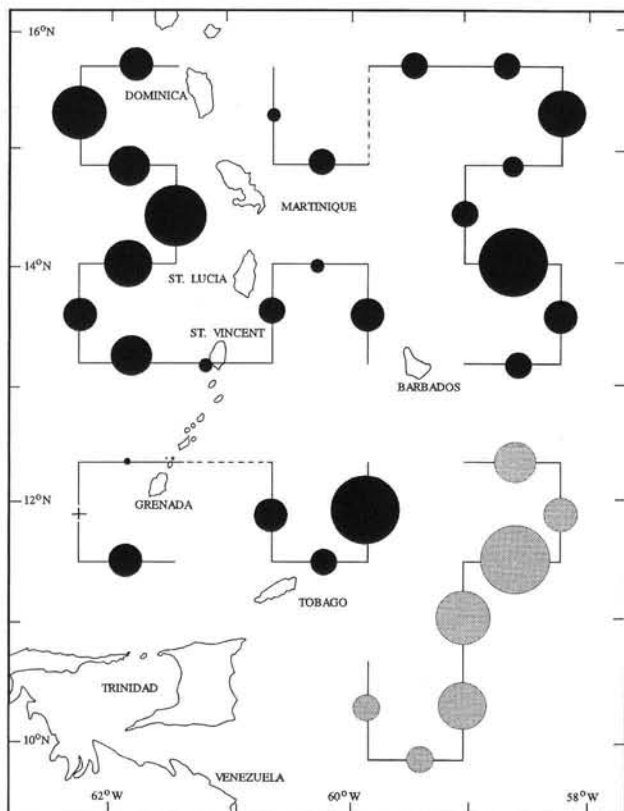 16°N
DOMINICA
MARTINIQUE
14°N
ST. LUCIA
ST. VINCENT
BARBADOS
12°N
GRENADA
TOBAGO
TRINIDAD
10°N
VENEZUELA
62°W
60°W
58°W